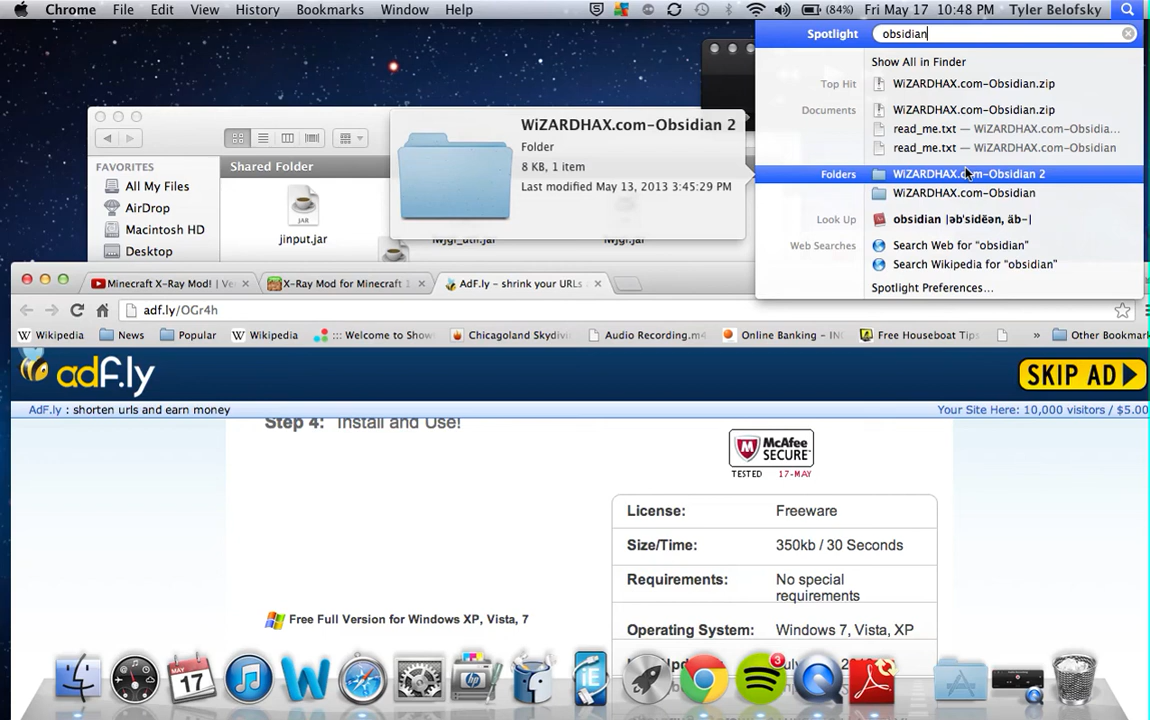 Chrome File Edit View History Bookmarks Window Help (84%) Fri May 17 10:48 PM Tyler Belofsky
Spotlight obsidian
Show All in Finder
Top Hit WiZARDHAX.com-Obsidian.zip
Documents WiZARDHAX.com-Obsidian.zip
read_me.txt — WiZARDHAX.com-Obsidia...
read_me.txt — WiZARDHAX.com-Obsidian
Folders WiZARDHAX.com-Obsidian 2
WiZARDHAX.com-Obsidian
Look Up obsidian |əbˈsidēən, äb-|
Web Searches Search Web for "obsidian"
Search Wikipedia for "obsidian"
Spotlight Preferences...
WiZARDHAX.com-Obsidian 2
Folder
8 KB, 1 item
Last modified May 13, 2013 3:45:29 PM
FAVORITES
All My Files
AirDrop
Macintosh HD
Desktop
Shared Folder
JAR
jinput.jar
Minecraft X-Ray Mod! | Ve
X-Ray Mod for Minecraft 1
AdF.ly - shrink your URLs
adf.ly/OGr4h
Wikipedia News Popular Wikipedia ::: Welcome to Show Chicagoland Skydivi Audio Recording.m4 Online Banking - IN Free Houseboat Tips » Other Bookmar
adf.ly SKIP AD
AdF.ly : shorten urls and earn money Your Site Here: 10,000 visitors / $5.00
Step 4: Install and Use!
McAfee
SECURE
TESTED 17-MAY
License: Freeware
Size/Time: 350kb / 30 Seconds
Requirements: No special
requirements
Free Full Version for Windows XP, Vista, 7
Operating System: Windows 7, Vista, XP
MAY
17
iE
3